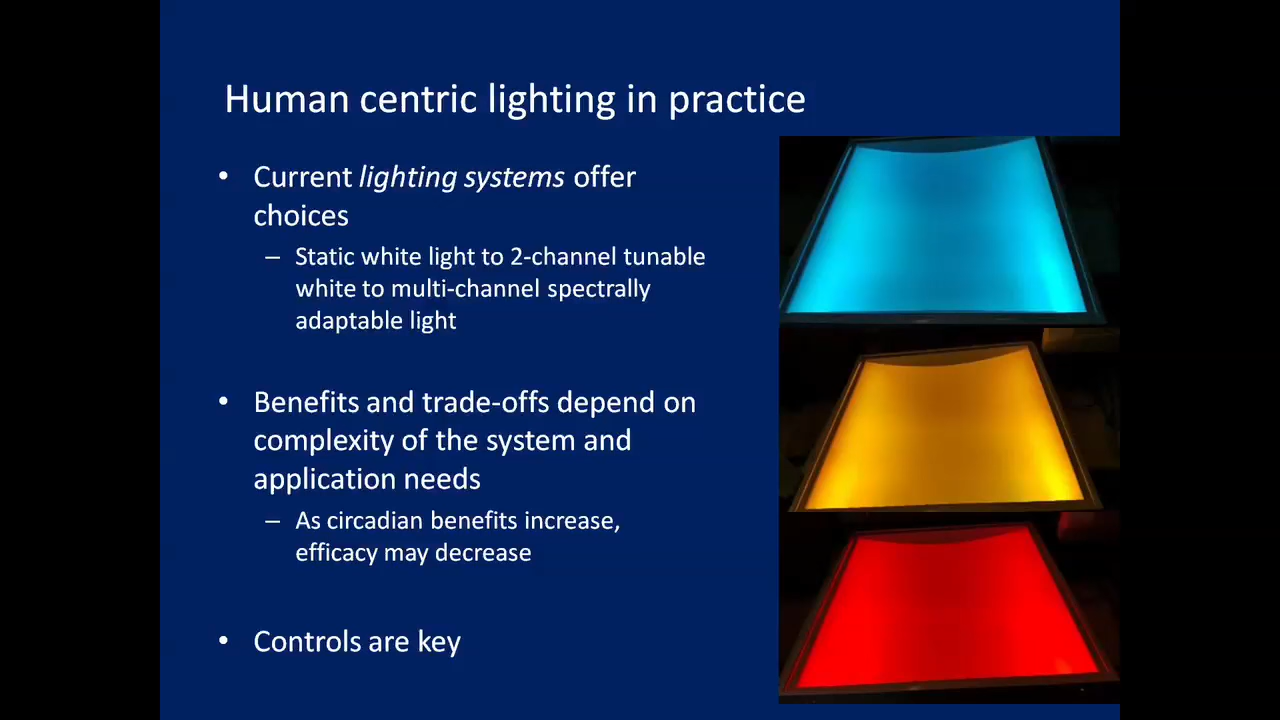 Human centric lighting in practice
• Current lighting systems offer
choices
– Static white light to 2-channel tunable
white to multi-channel spectrally
adaptable light
• Benefits and trade-offs depend on
complexity of the system and
application needs
– As circadian benefits increase,
efficacy may decrease
• Controls are key